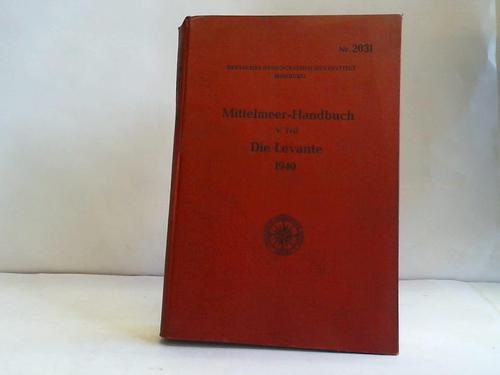 Nr. 2031
DEUTSCHES HYDROGRAPHISCHES INSTITUT
HAMBURG
Mittelmeer-Handbuch
V. Teil
Die Levante
1940